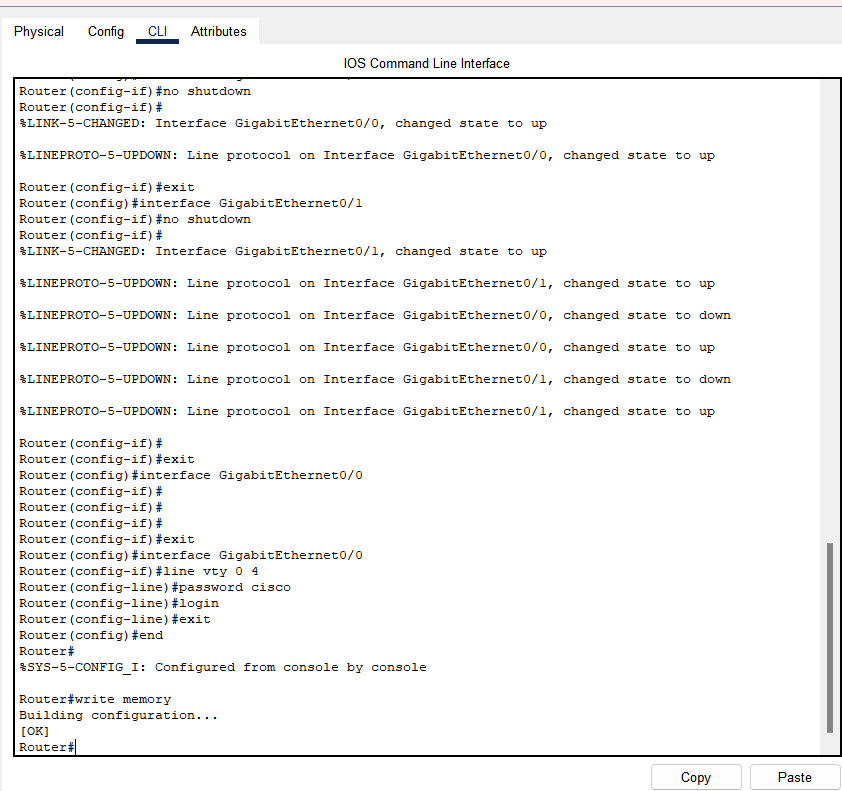 Physical Config CLI Attributes
IOS Command Line Interface
Router(config-if)#no shutdown
Router(config-if)#
%LINK-5-CHANGED: Interface GigabitEthernet0/0, changed state to up
%LINEPROTO-5-UPDOWN: Line protocol on Interface GigabitEthernet0/0, changed state to up
Router(config-if)#exit
Router(config)#interface GigabitEthernet0/1
Router(config-if)#no shutdown
Router(config-if)#
%LINK-5-CHANGED: Interface GigabitEthernet0/1, changed state to up
%LINEPROTO-5-UPDOWN: Line protocol on Interface GigabitEthernet0/1, changed state to up
%LINEPROTO-5-UPDOWN: Line protocol on Interface GigabitEthernet0/0, changed state to down
%LINEPROTO-5-UPDOWN: Line protocol on Interface GigabitEthernet0/0, changed state to up
%LINEPROTO-5-UPDOWN: Line protocol on Interface GigabitEthernet0/1, changed state to down
%LINEPROTO-5-UPDOWN: Line protocol on Interface GigabitEthernet0/1, changed state to up
Router(config-if)#
Router(config-if)#exit
Router(config)#interface GigabitEthernet0/0
Router(config-if)#
Router(config-if)#
Router(config-if)#
Router(config-if)#exit
Router(config)#interface GigabitEthernet0/0
Router(config-if)#line vty 0 4
Router(config-line)#password cisco
Router(config-line)#login
Router(config-line)#exit
Router(config)#end
Router#
%SYS-5-CONFIG_I: Configured from console by console
Router#write memory
Building configuration...
[OK]
Router#
Copy Paste